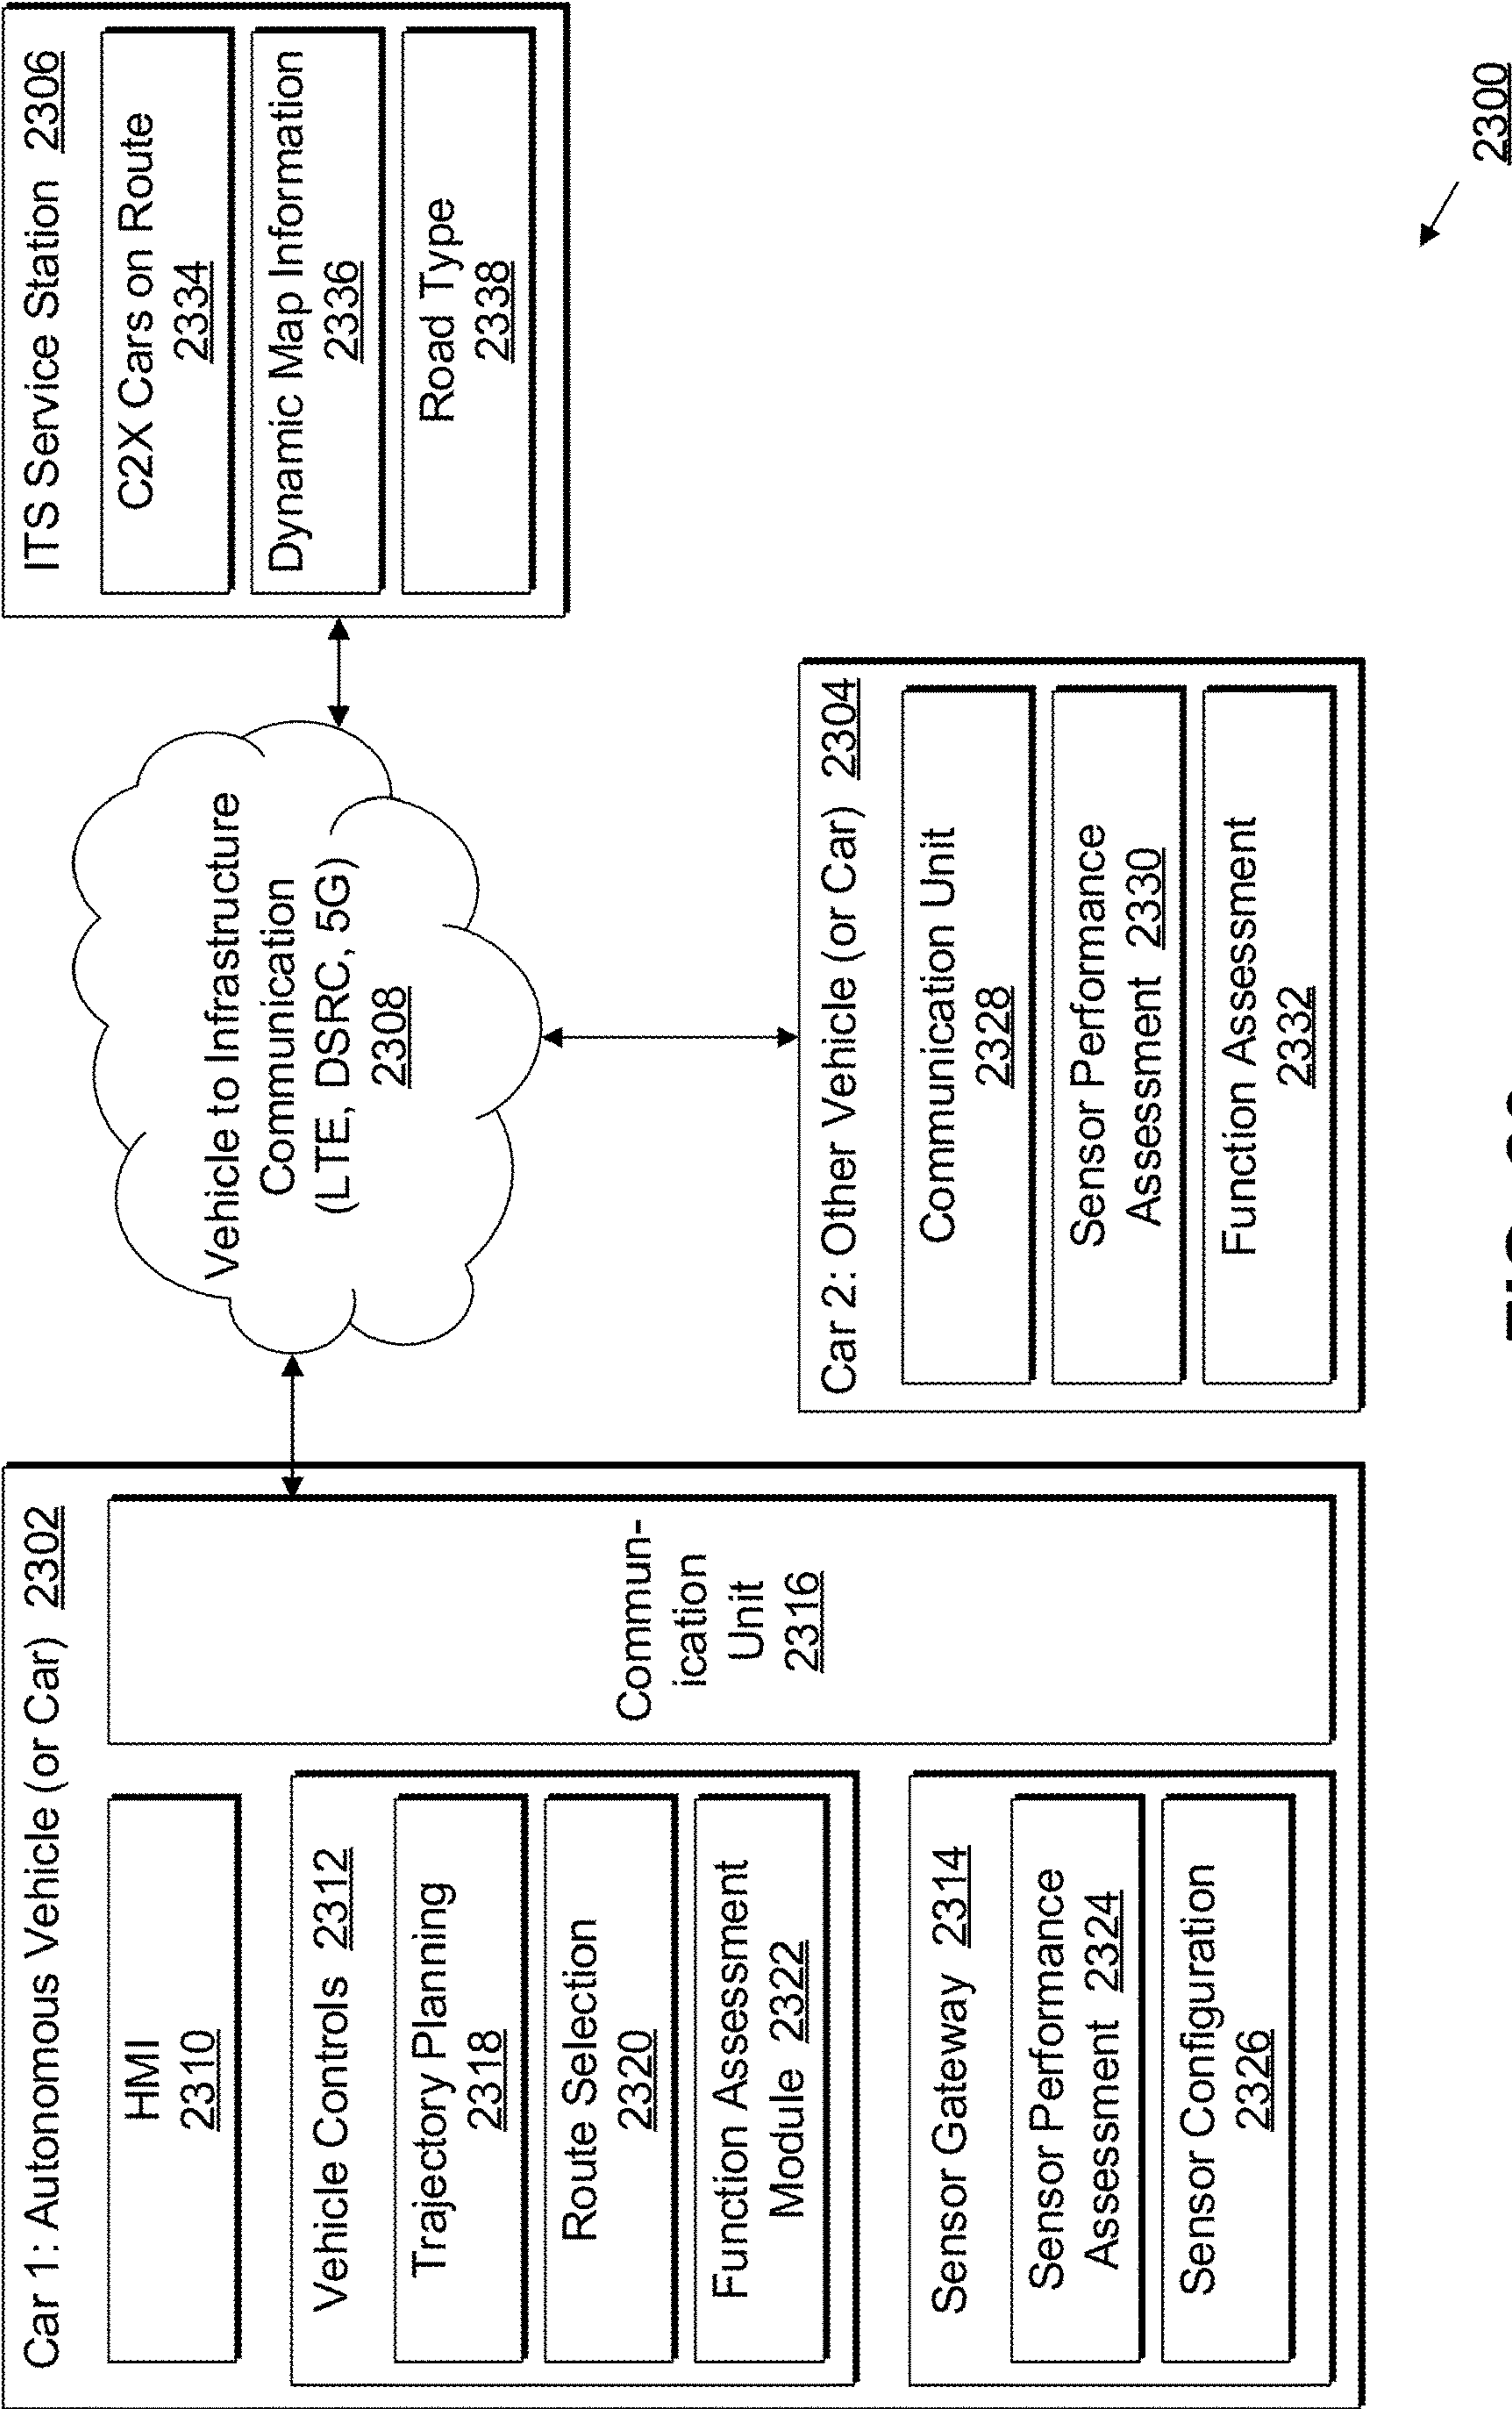 Car 1: Autonomous Vehicle (or Car) 2302
HMI
2310
Vehicle Controls 2312
Trajectory Planning
2318
Route Selection
2320
Function Assessment
Module 2322
Sensor Gateway 2314
Sensor Performance
Assessment 2324
Sensor Configuration
2326
Commun-
ication
Unit
2316
Vehicle to Infrastructure
Communication
(LTE, DSRC, 5G)
2308
Car 2: Other Vehicle (or Car) 2304
Communication Unit
2328
Sensor Performance
Assessment 2330
Function Assessment
2332
ITS Service Station 2306
C2X Cars on Route
2334
Dynamic Map Information
2336
Road Type
2338
2300